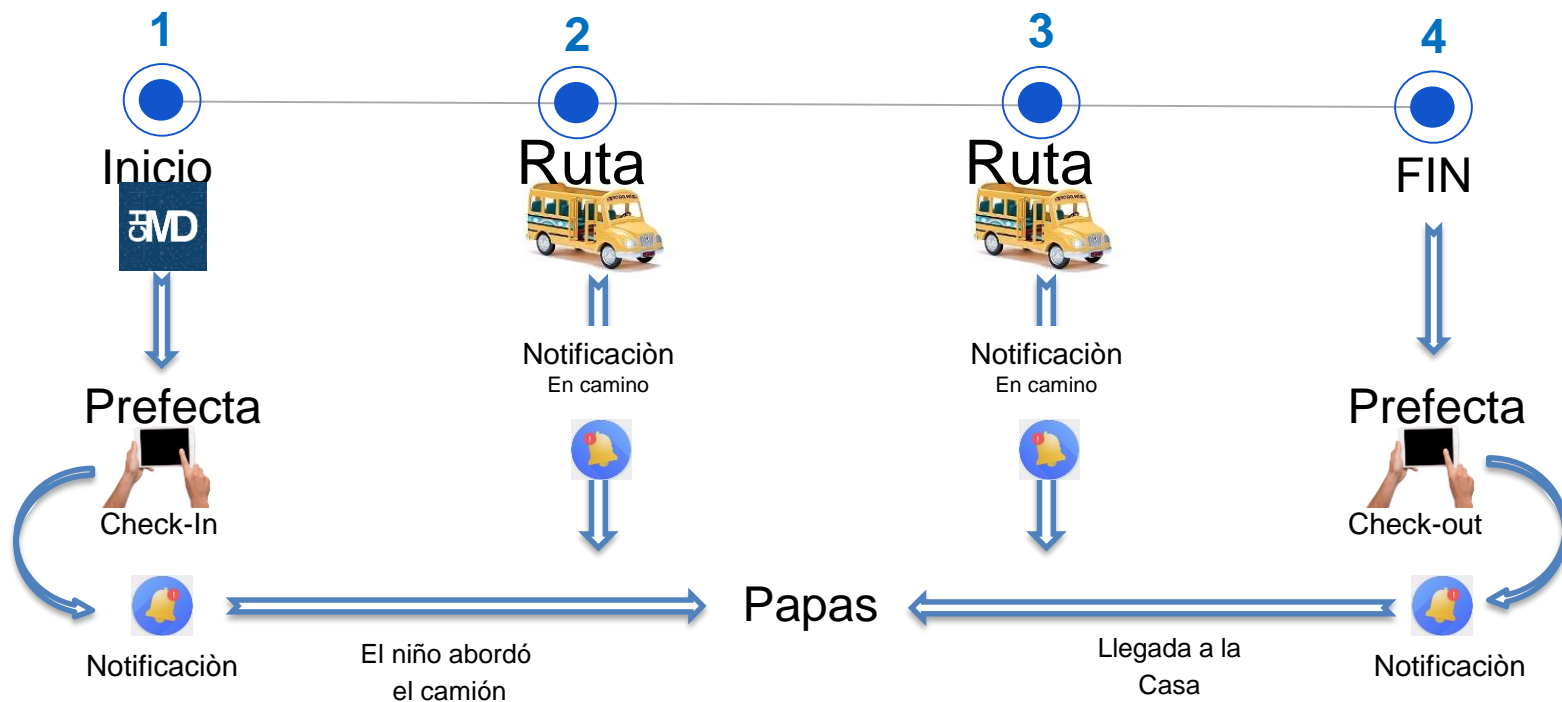 1
2
3
4
Inicio
Ruta
Ruta
FIN
CH
MD
Notificaciòn
En camino
Notificaciòn
En camino
Prefecta
Prefecta
Check-In
Check-out
Papas
El niño abordó
el camión
Llegada a la
Casa
Notificaciòn
Notificaciòn